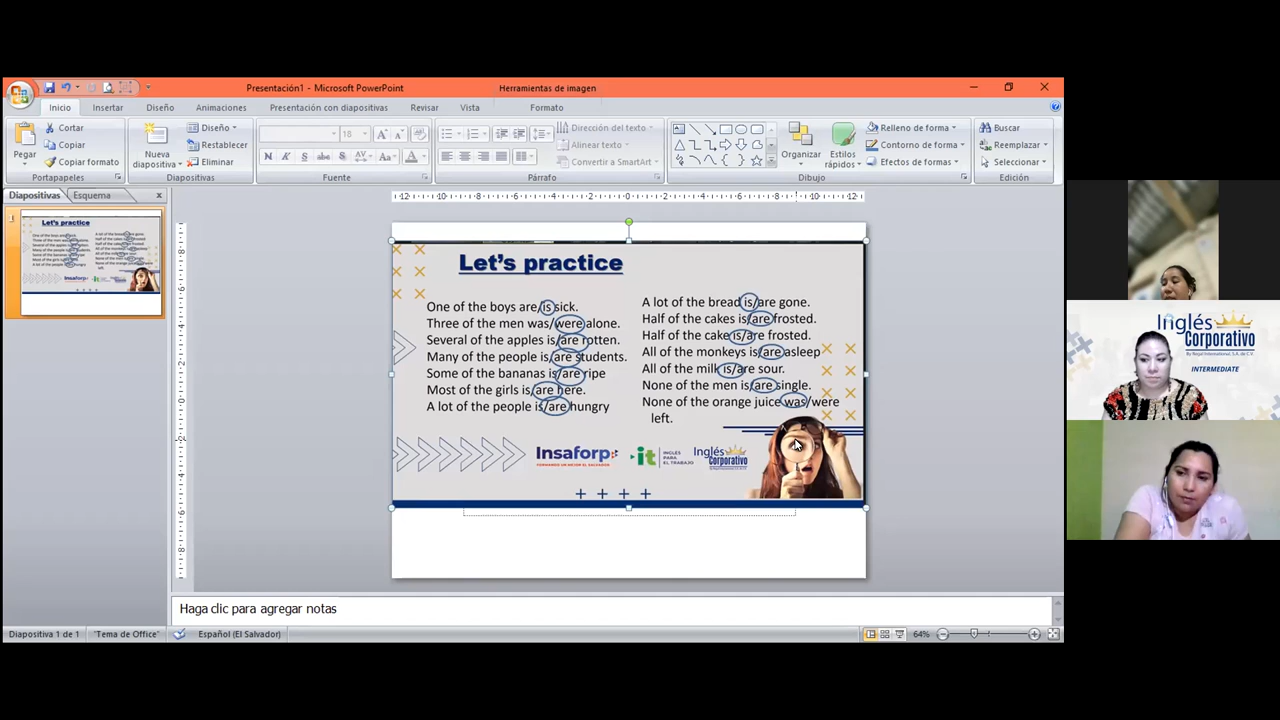 Presentación1 - Microsoft PowerPoint
Herramientas de imagen
Inicio Insertar Diseño Animaciones Presentación con diapositivas Revisar Vista Formato
Pegar
Cortar
Copiar
Copiar formato
Portapapeles
Nueva diapositiva
Diseño
Restablecer
Eliminar
Diapositivas
18
N K S abc S AV Aa A
Fuente
Dirección del texto
Alinear texto
Convertir a SmartArt
Párrafo
Organizar
Estilos rápidos
Relleno de forma
Contorno de forma
Efectos de formas
Dibujo
Buscar
Reemplazar
Seleccionar
Edición
Diapositivas Esquema
1
Let's practice
One of the boys are/is sick.
Three of the men was/were alone.
Several of the apples is/are rotten.
Many of the people is/are students.
Some of the bananas is/are ripe
Most of the girls is/are here.
A lot of the people is/are hungry
A lot of the bread is/are gone.
Half of the cakes is/are frosted.
Half of the cake is/are frosted.
All of the monkeys is/are asleep
All of the milk is/are sour.
None of the men is/are single.
None of the orange juice was/were
left.
Insaforp
FORMANDO UN MEJOR EL SALVADOR
it INGLÉS PARA EL TRABAJO
Inglés Corporativo
Haga clic para agregar notas
Diapositiva 1 de 1 "Tema de Office" Español (El Salvador) 64%
Inglés
Corporativo
By Regal International, S.A. de C.V.
INTERMEDIATE